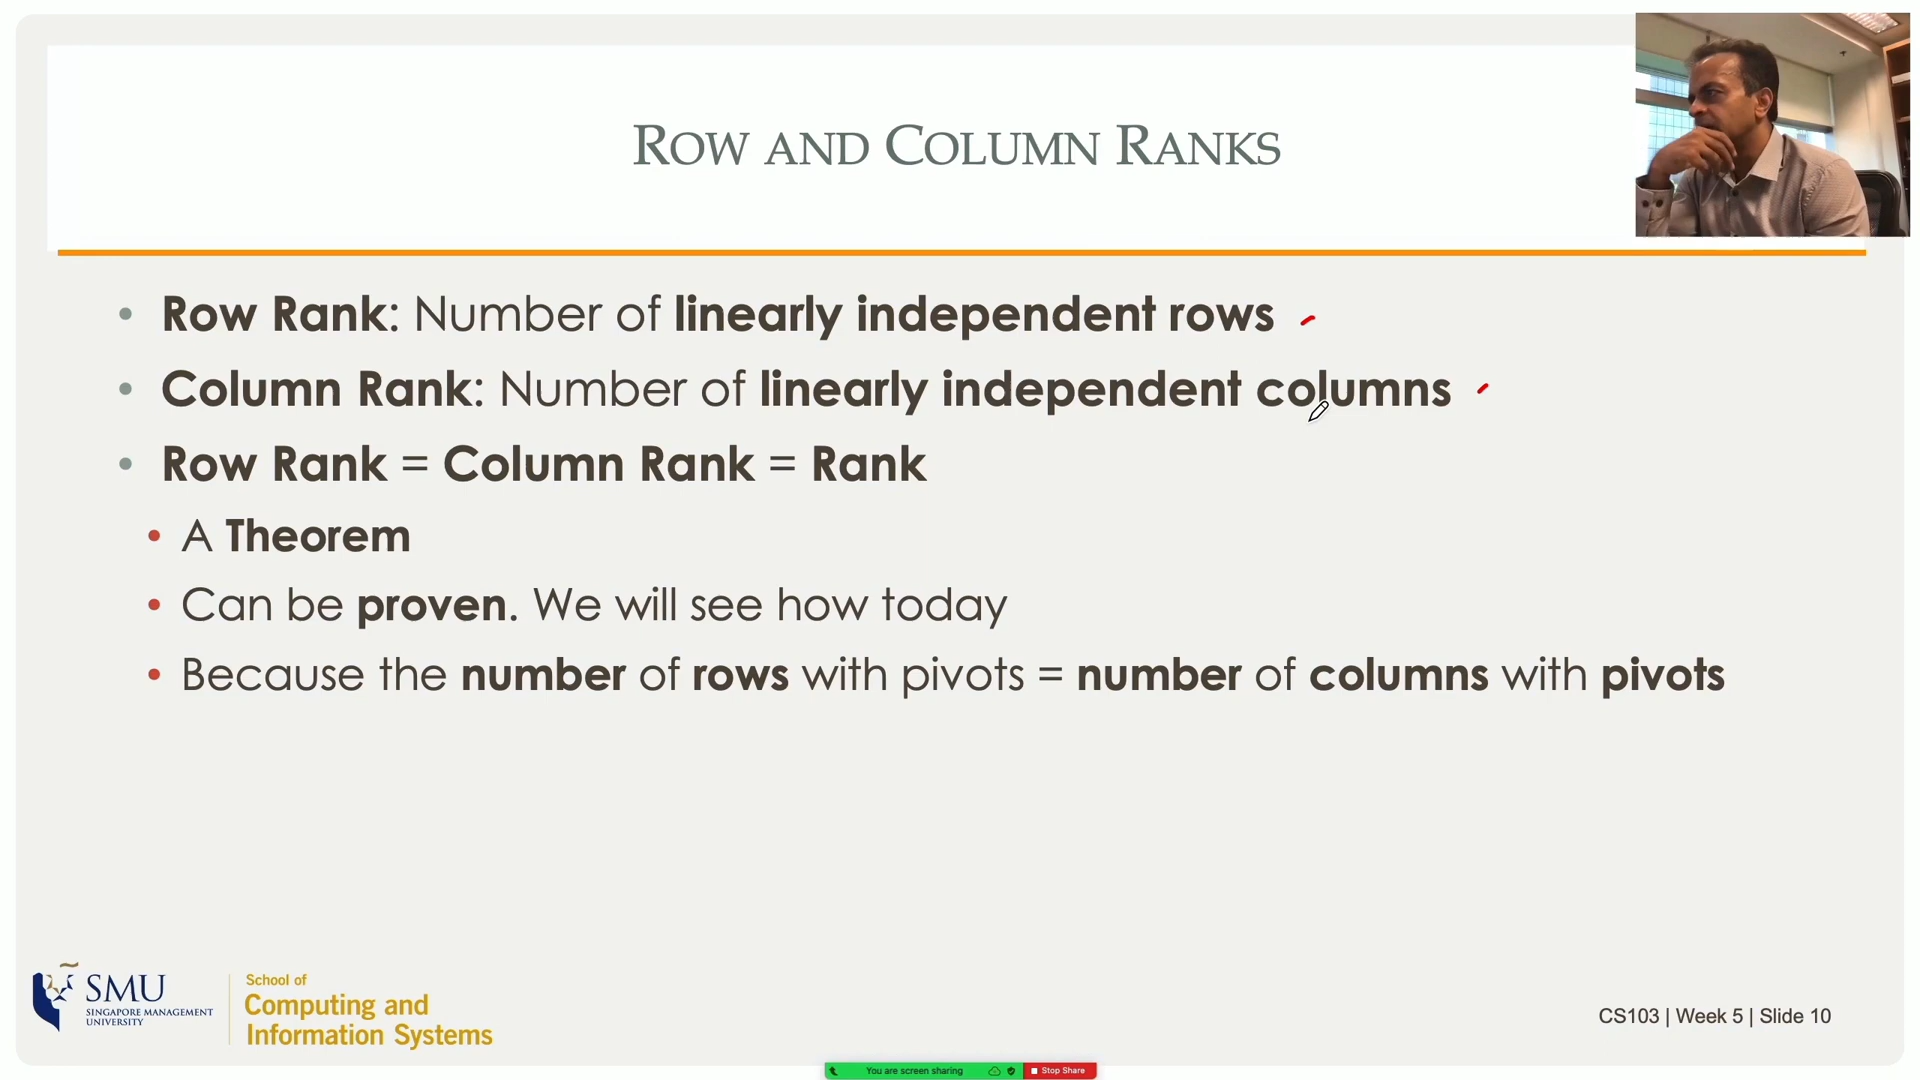 ROW AND COLUMN RANKS
• Row Rank: Number of linearly independent rows
• Column Rank: Number of linearly independent columns
• Row Rank = Column Rank = Rank
• A Theorem
• Can be proven. We will see how today
• Because the number of rows with pivots = number of columns with pivots
SMU
SINGAPORE MANAGEMENT
UNIVERSITY
School of
Computing and
Information Systems
CS103 | Week 5 | Slide 10
You are screen sharing
Stop Share